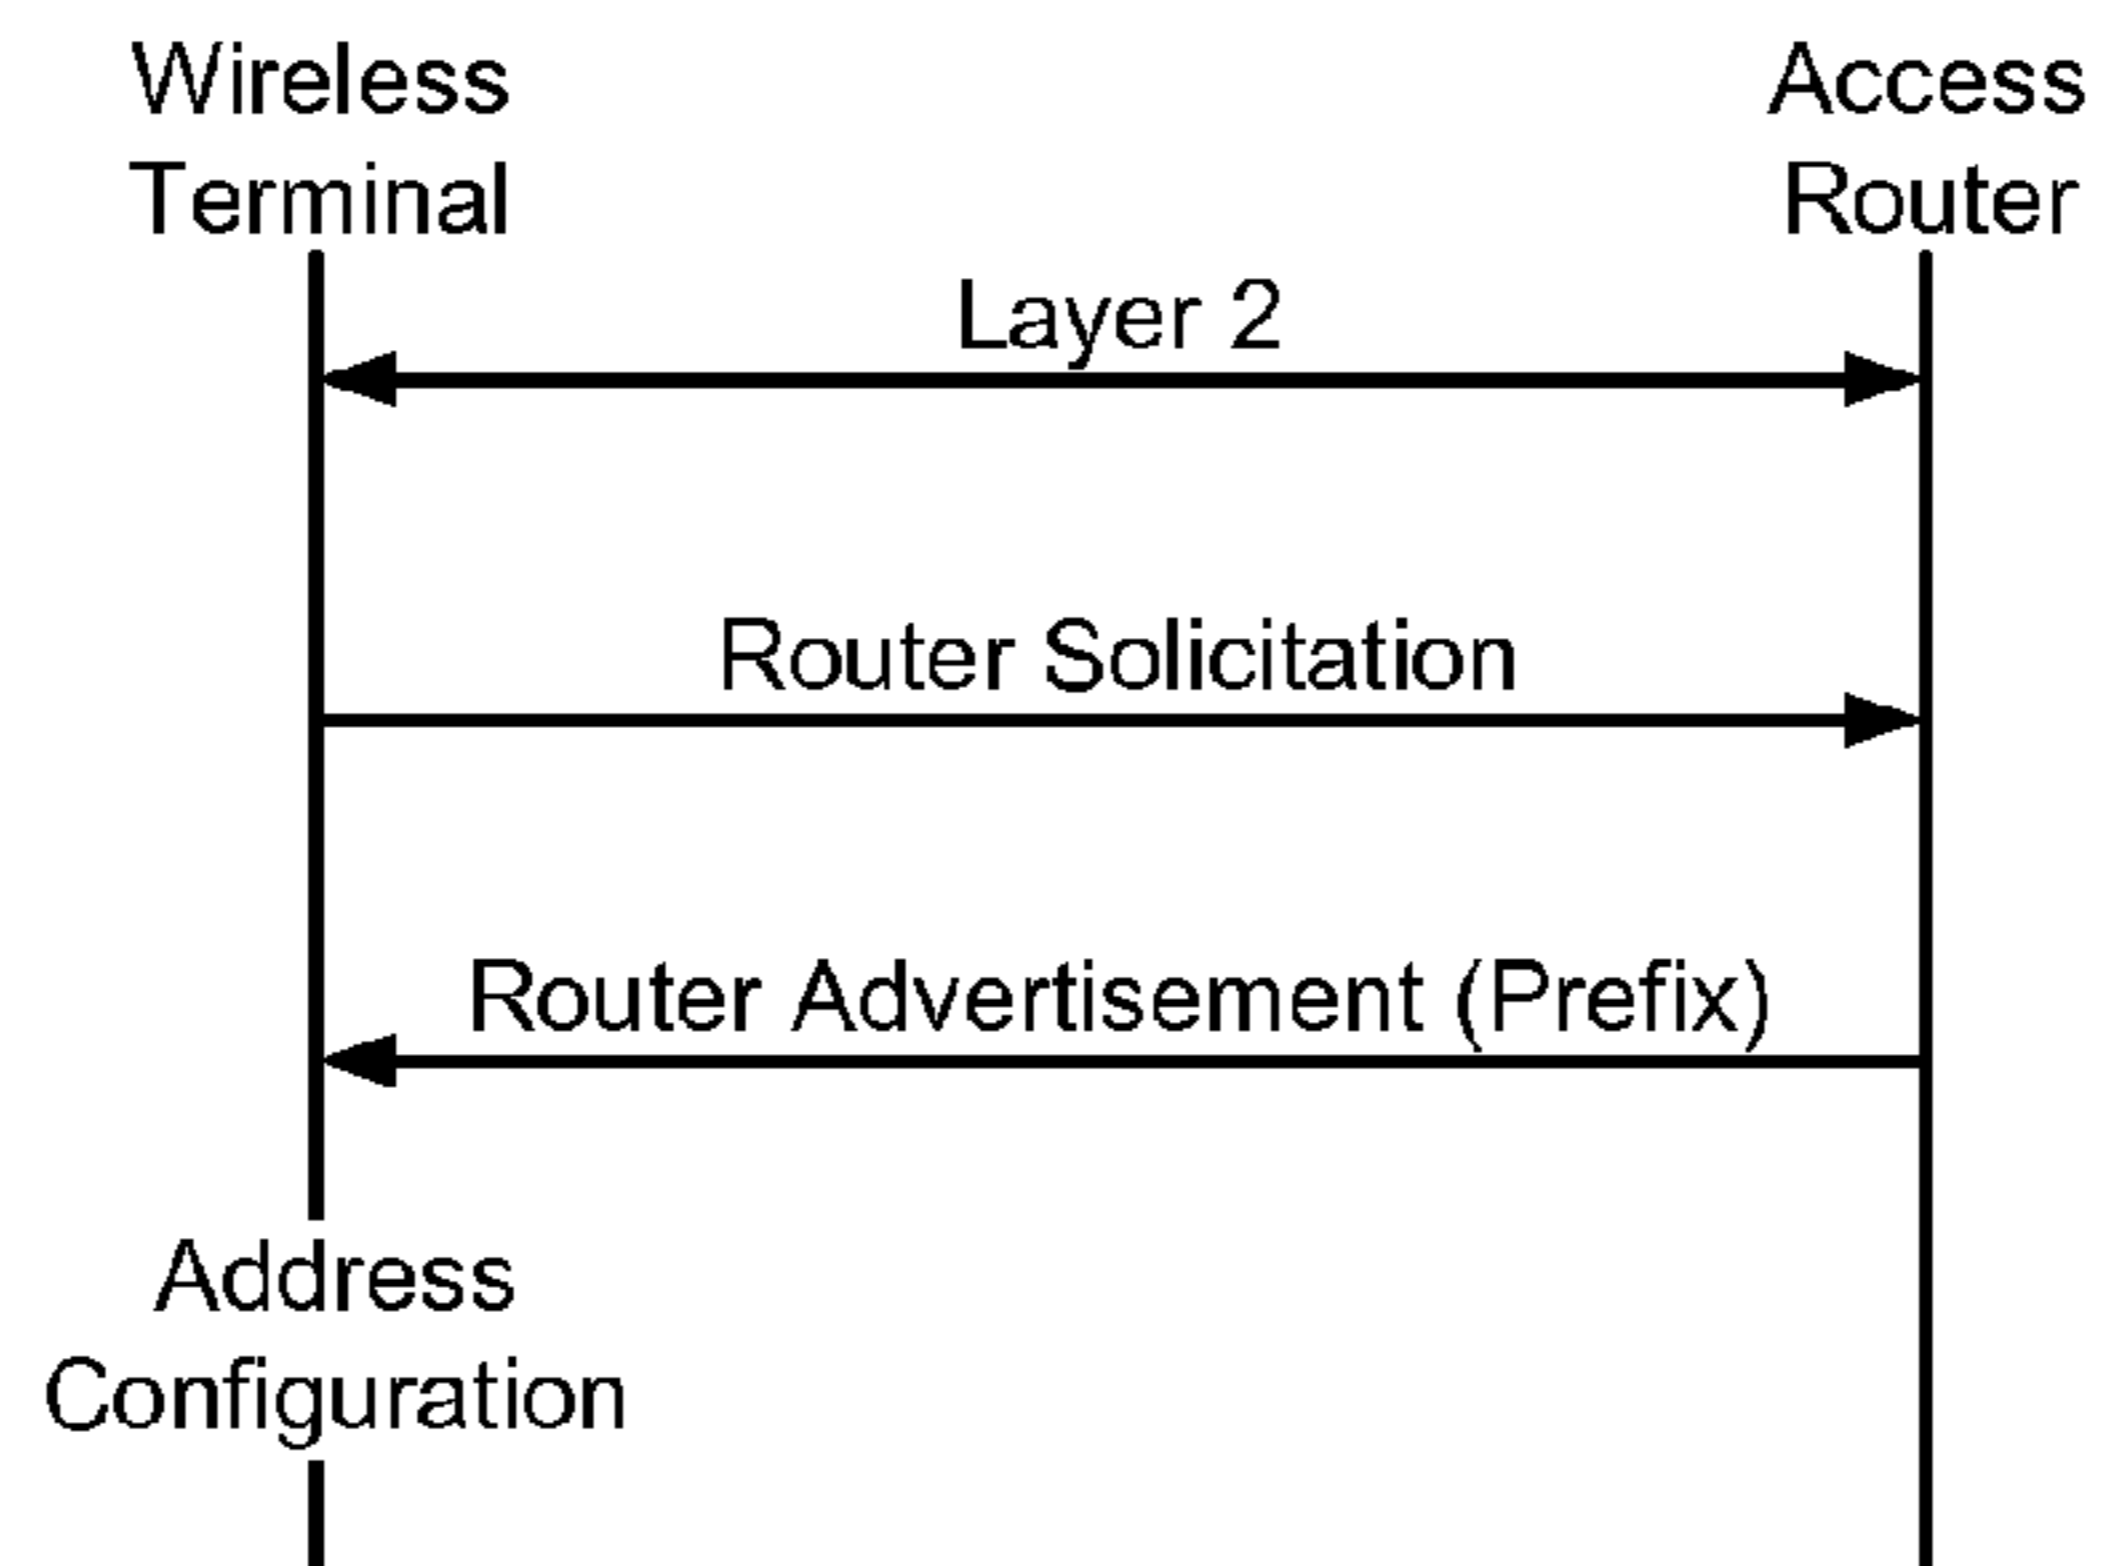 Wireless
Terminal
Access
Router
Layer 2
Router Solicitation
Router Advertisement (Prefix)
Address
Configuration